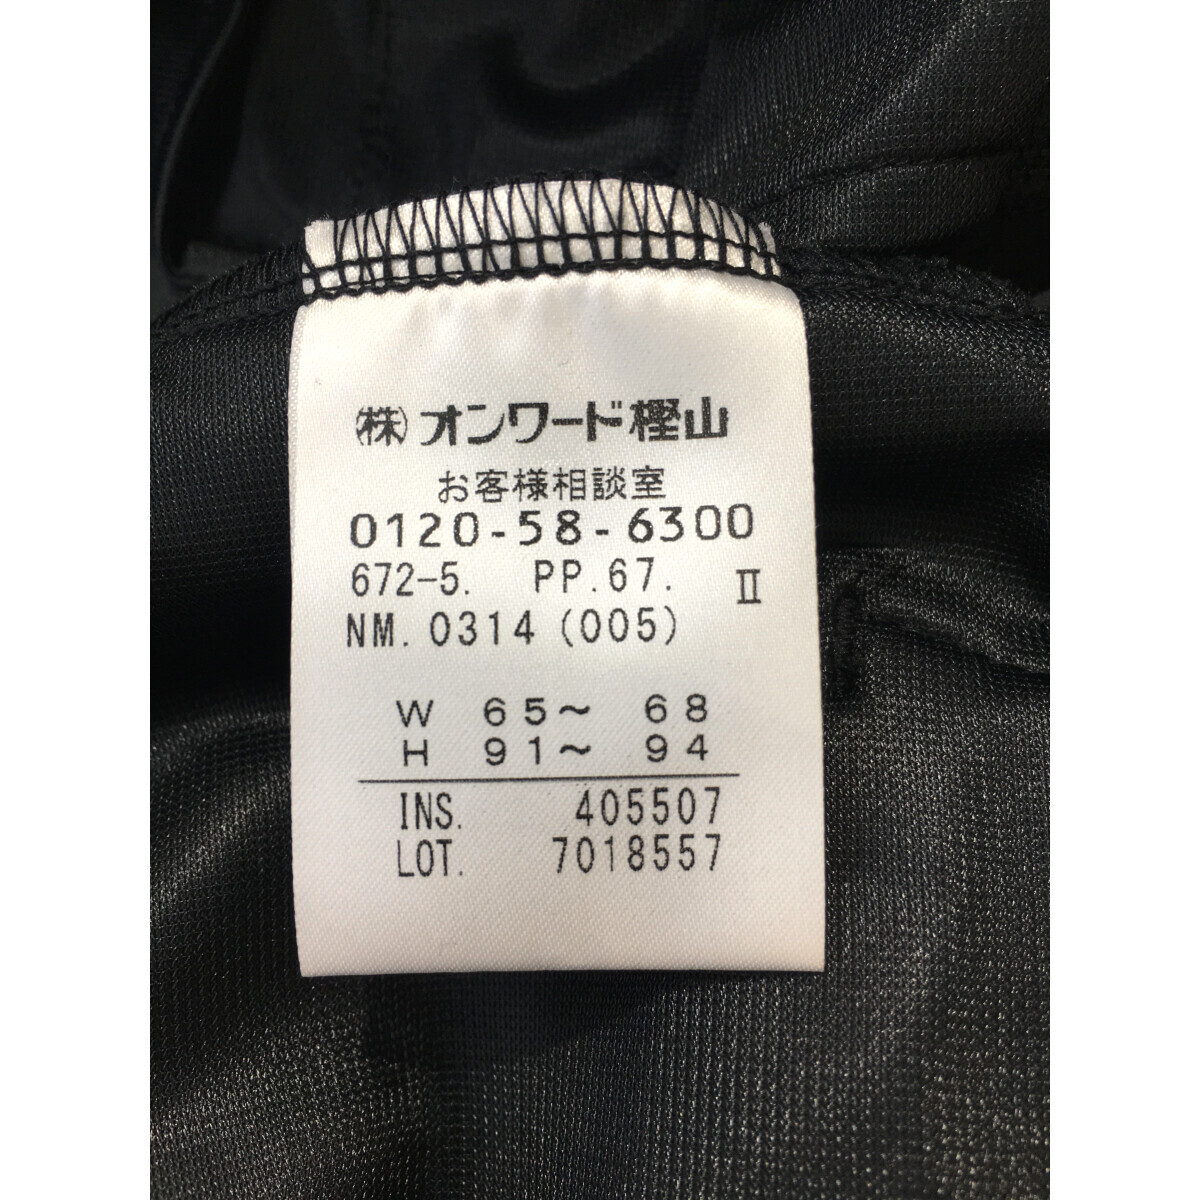 ㈱オンワード樫山
お客様相談室
0120-58-6300
672-5. PP.67. Ⅱ
NM. 0314 (005)
W 65～ 68
H 91～ 94
INS. 405507
LOT. 7018557